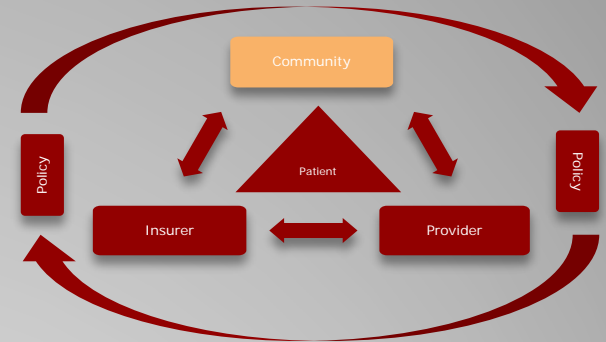 Community
Patient
Policy
Policy
Insurer
Provider